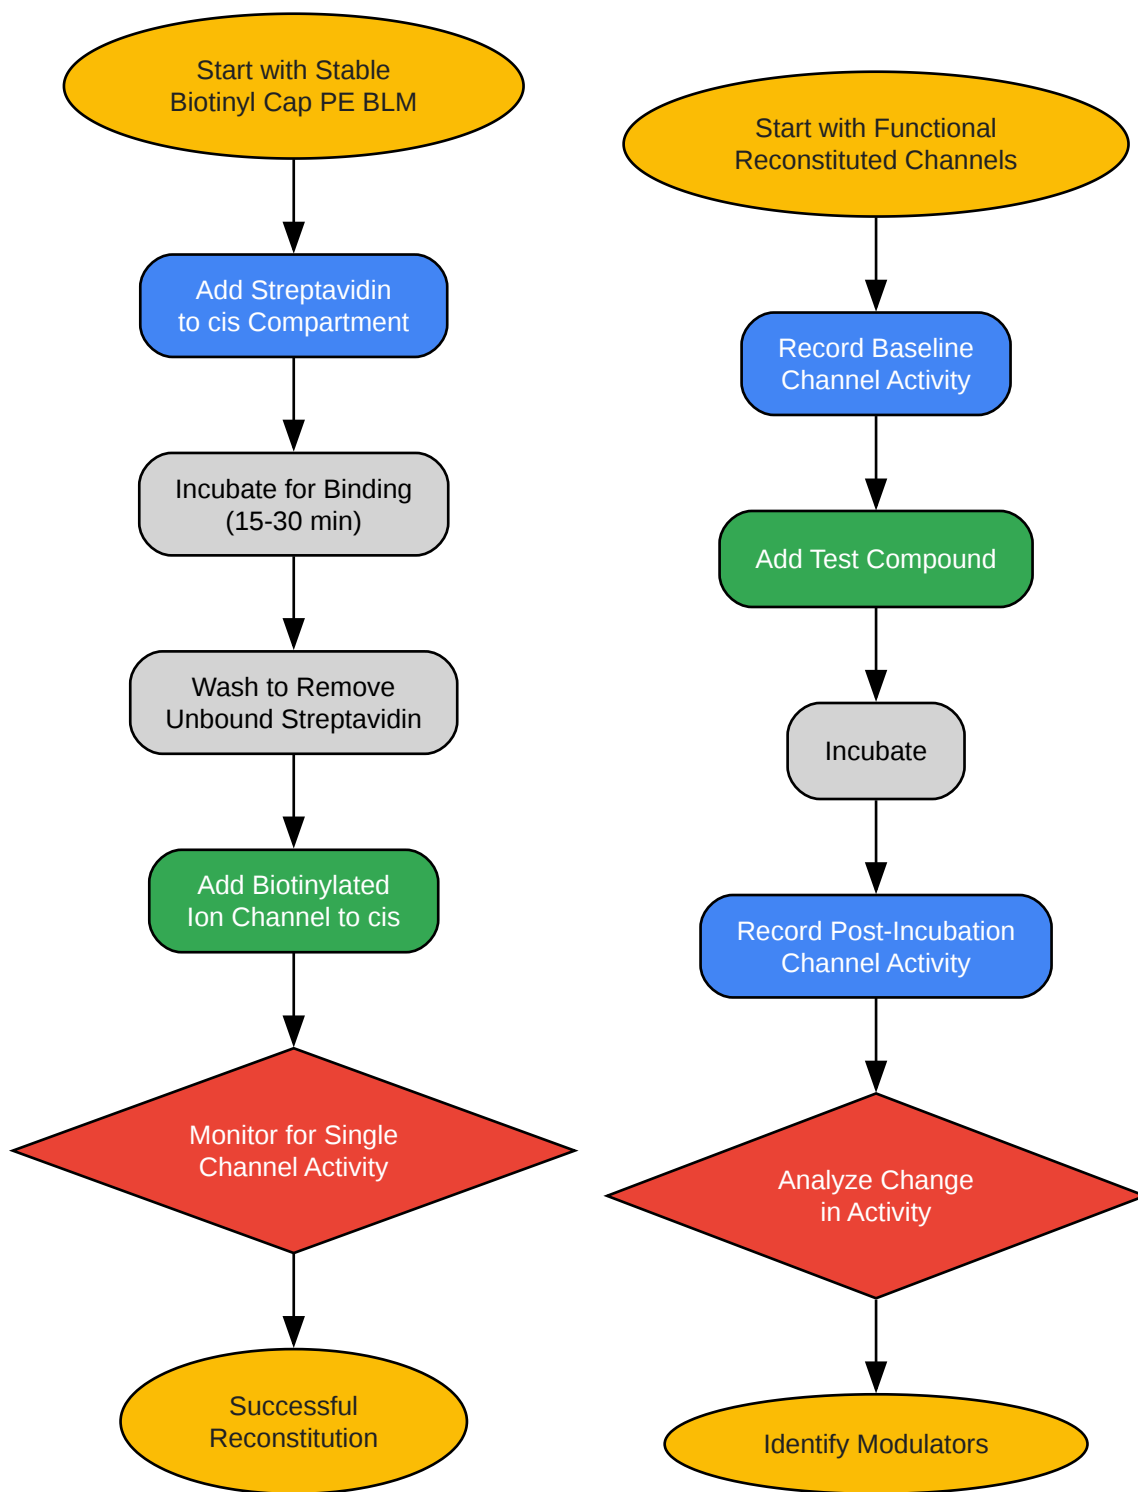 Start with Stable
Biotinyl Cap PE BLM
Add Streptavidin
to cis Compartment
Incubate for Binding
(15-30 min)
Wash to Remove
Unbound Streptavidin
Add Biotinylated
Ion Channel to cis
Monitor for Single
Channel Activity
Successful
Reconstitution
Start with Functional
Reconstituted Channels
Record Baseline
Channel Activity
Add Test Compound
Incubate
Record Post-Incubation
Channel Activity
Analyze Change
in Activity
Identify Modulators